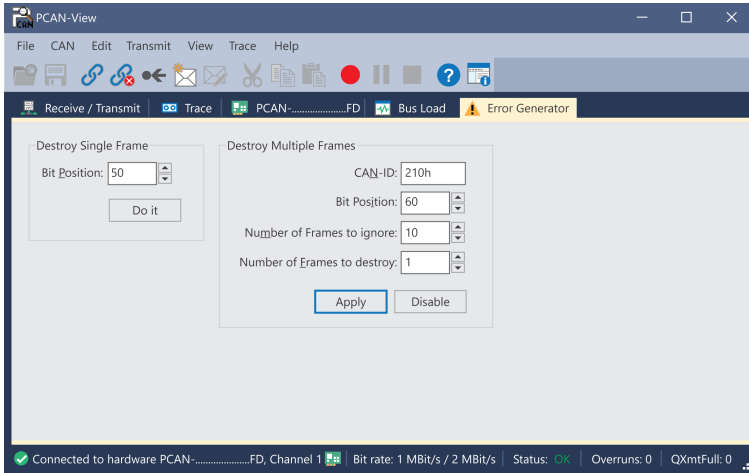 PCAN-View
File CAN Edit Transmit View Trace Help
Receive / Transmit Trace PCAN-.....................FD Bus Load Error Generator
Destroy Single Frame
Bit Position: 50
Do it
Destroy Multiple Frames
CAN-ID: 210h
Bit Position: 60
Number of Frames to ignore: 10
Number of Frames to destroy: 1
Apply Disable
Connected to hardware PCAN-.....................FD, Channel 1 Bit rate: 1 MBit/s / 2 MBit/s Status: OK Overruns: 0 QXmtFull: 0